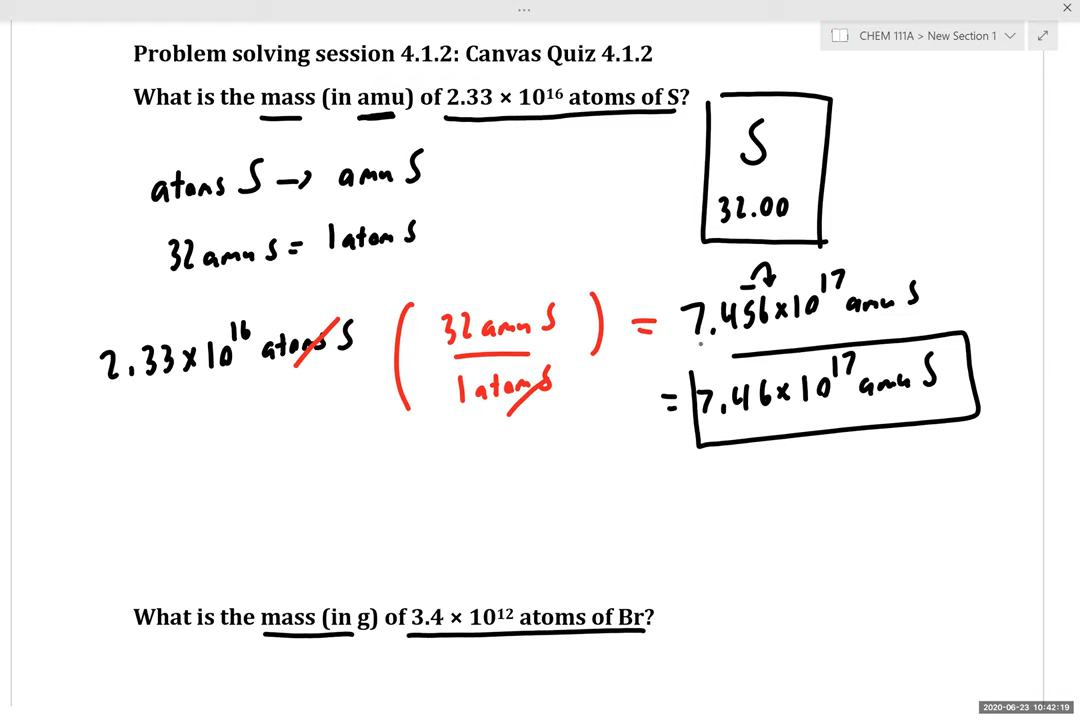 CHEM 111A > New Section 1
Problem solving session 4.1.2: Canvas Quiz 4.1.2
What is the mass (in amu) of 2.33 × 10¹⁶ atoms of S?
S
32.00
atoms S → amu S
32 amu S = 1 atom S
2.33 × 10¹⁶ atoms S ( 32 amu S / 1 atom S ) = 7.456 × 10¹⁷ amu S
= 7.46 × 10¹⁷ amu S
What is the mass (in g) of 3.4 × 10¹² atoms of Br?
2020-06-23 10:42:19